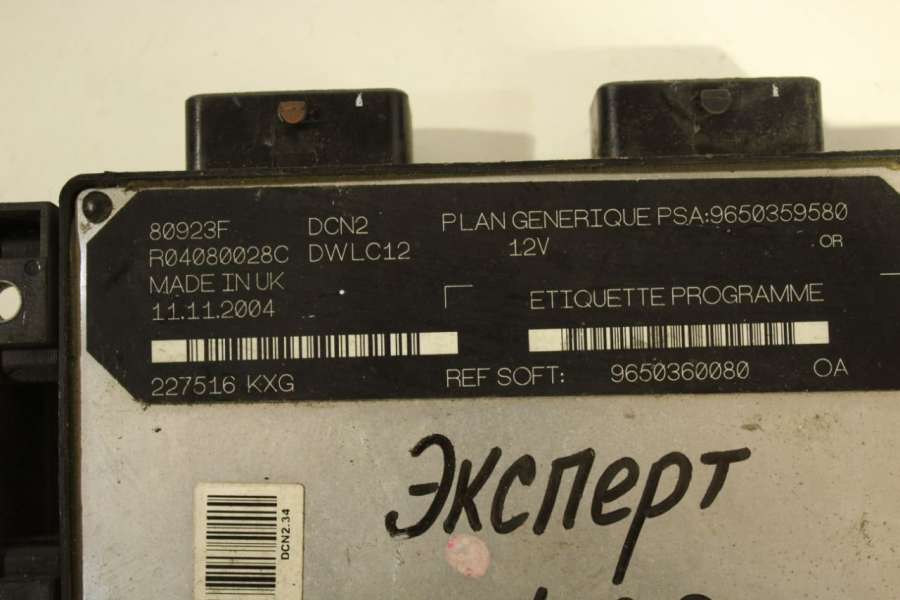 80923F DCN2 PLAN GENERIQUE PSA:9650359580
R04080028C DWLC12 12V OR
MADE IN UK
11.11.2004 ETIQUETTE PROGRAMME
227516 KXG REF SOFT: 9650360080 OA
Эксперт
DCN2.34